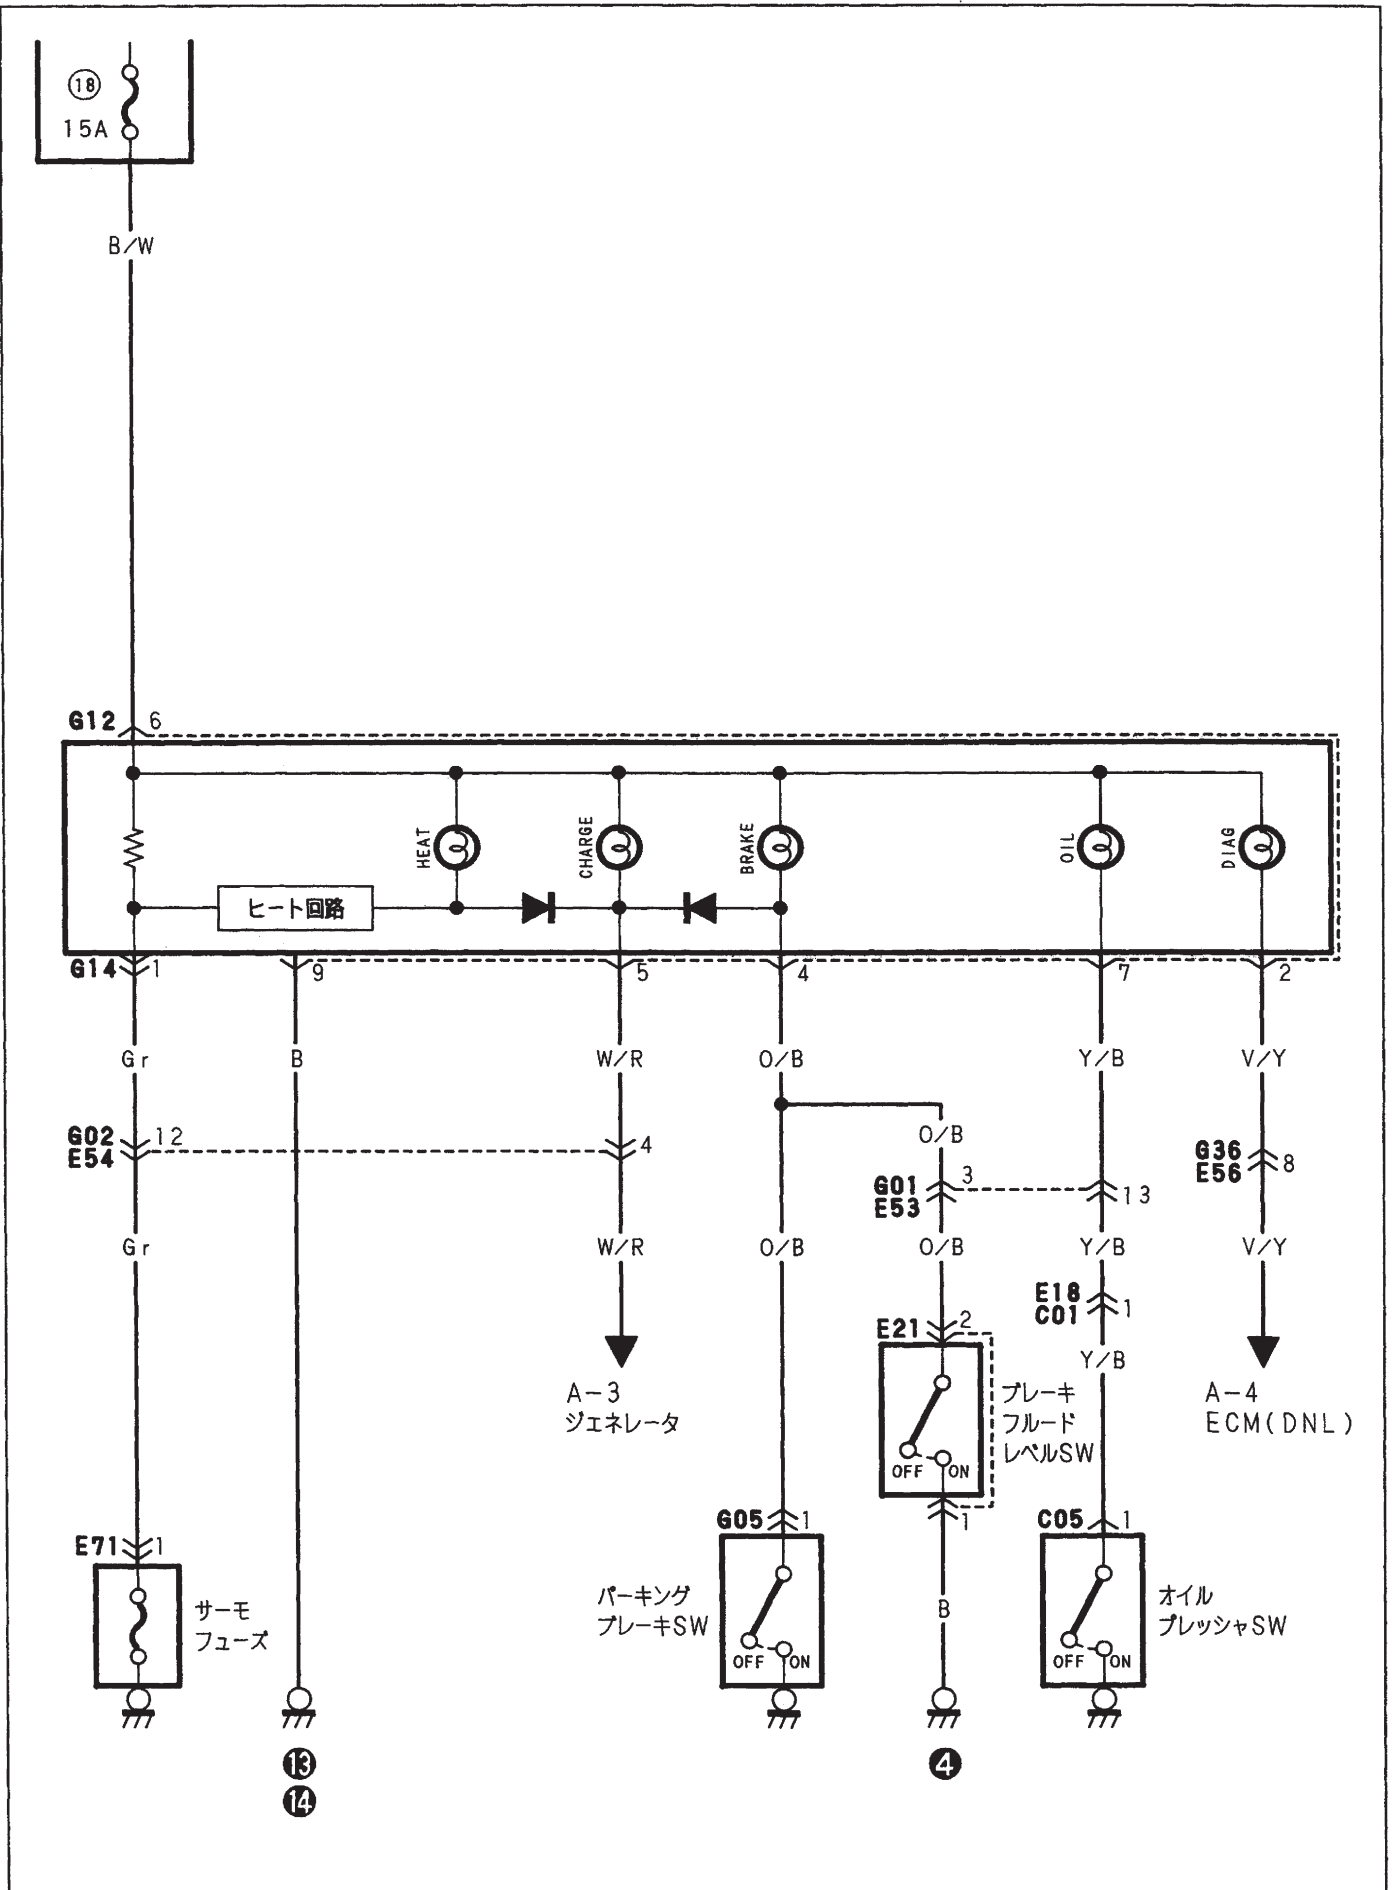 18
15A
B/W
G12 6
HEAT
CHARGE
BRAKE
OIL
DIAG
ヒート回路
G14 1
9
5
4
7
2
Gr
B
W/R
O/B
Y/B
V/Y
G02
E54
12
4
O/B
G01
E53
3
13
G36
E56
8
Gr
W/R
O/B
O/B
Y/B
V/Y
E18
C01
1
E21 2
Y/B
A-3
ジェネレータ
ブレーキ
フルード
レベルSW
OFF ON
A-4
ECM(DNL)
1
G05 1
C05 1
E71 1
サーモ
フューズ
パーキング
ブレーキSW
OFF ON
B
オイル
プレッシャSW
OFF ON
13
14
4